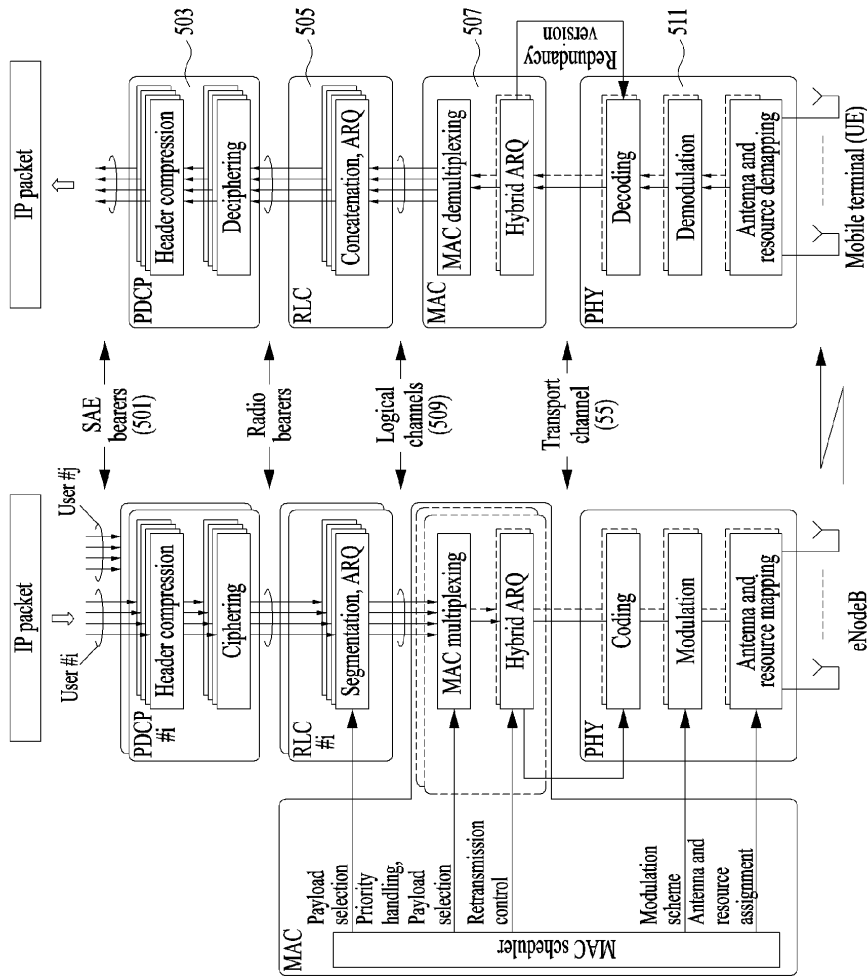 IP packet
User #i
User #j
PDCP
#i
Header compression
Ciphering
RLC
#i
Segmentation, ARQ
MAC
MAC scheduler
Payload
selection
Priority
handling,
Payload
selection
Retransmission
control
Modulation
scheme
Antenna and
resource
assignment
MAC multiplexing
Hybrid ARQ
PHY
Coding
Modulation
Antenna and
resource mapping
eNodeB
SAE
bearers
(501)
Radio
bearers
Logical
channels
(509)
Transport
channel
(55)
IP packet
503
PDCP
Header compression
Deciphering
505
RLC
Concatenation, ARQ
507
MAC
MAC demultiplexing
Hybrid ARQ
Redundancy
version
511
PHY
Decoding
Demodulation
Antenna and
resource demapping
Mobile terminal (UE)